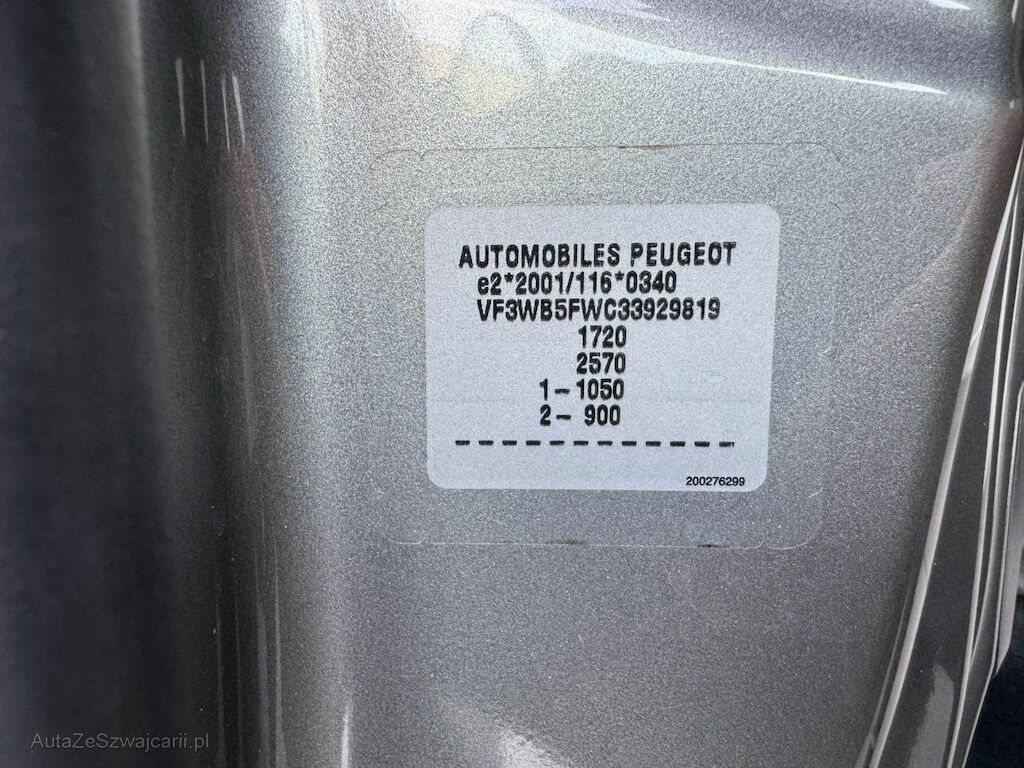 AUTOMOBILES PEUGEOT
e2*2001/116*0340
VF3WB5FWC33929819
1720
2570
1- 1050
2- 900
------------
200276299
AutaZeSzwajcarii.pl